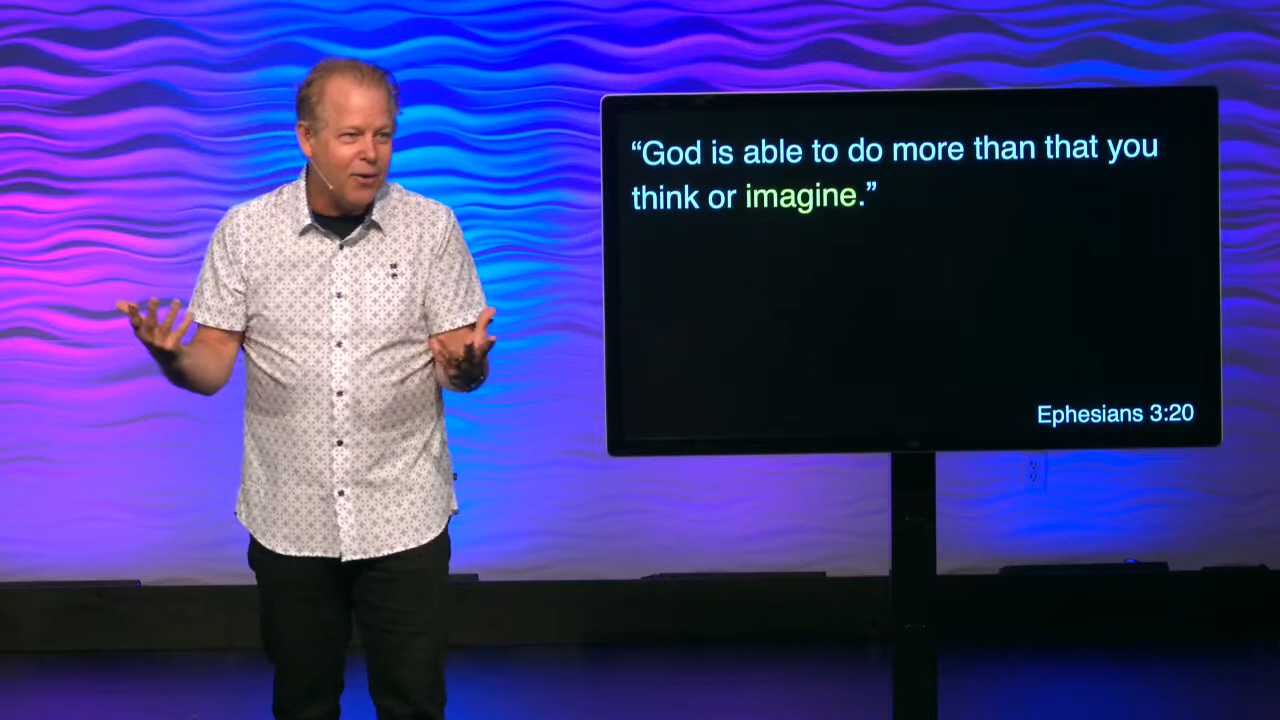 “God is able to do more than that you
think or imagine.”
Ephesians 3:20